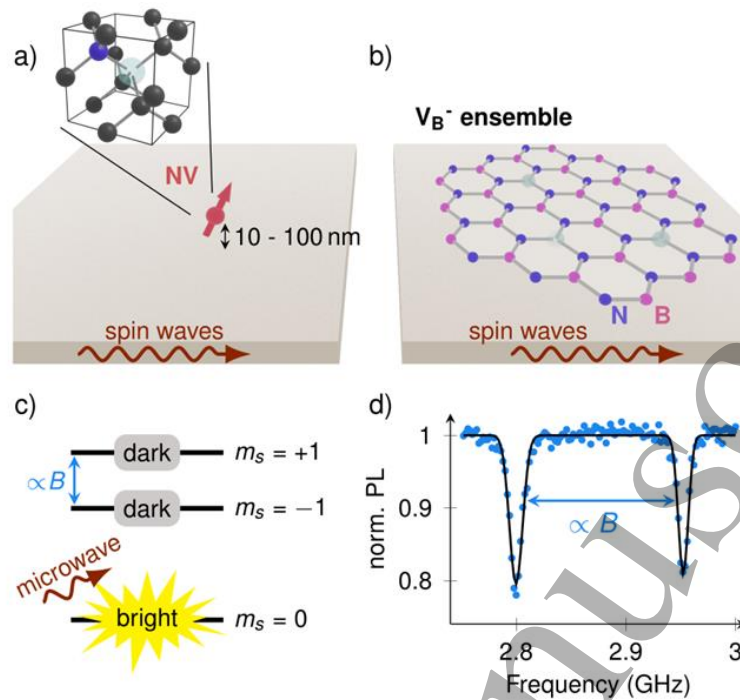 a)
NV
10 - 100 nm
spin waves
b)
V_B^- ensemble
N B
spin waves
c)
dark m_s = +1
∝B
dark m_s = −1
microwave
bright m_s = 0
d)
norm. PL
1
0.9
0.8
∝ B
2.8 2.9 3
Frequency (GHz)